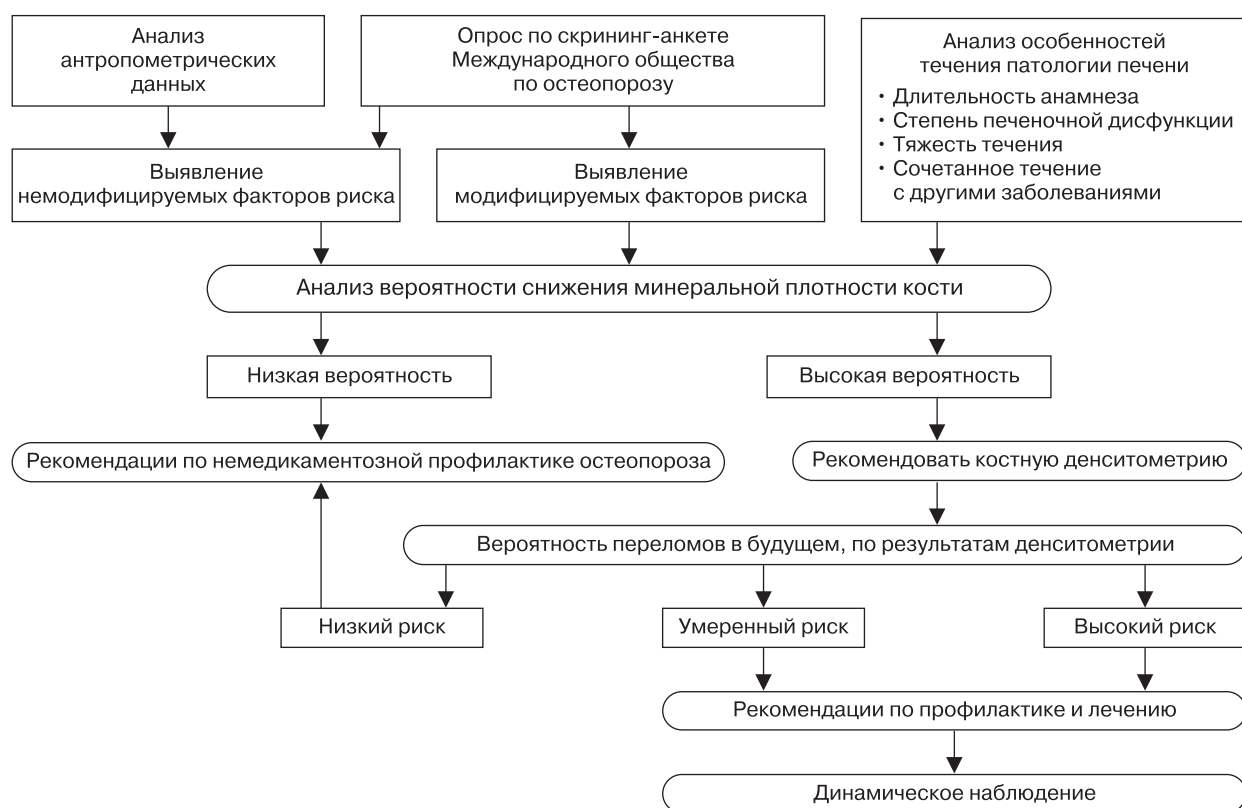 Анализ
антропометрических
данных
Опрос по скрининг-анкете
Международного общества
по остеопорозу
Анализ особенностей
течения патологии печени
• Длительность анамнеза
• Степень печеночной дисфункции
• Тяжесть течения
• Сочетанное течение
с другими заболеваниями
Выявление
немодифицируемых факторов риска
Выявление
модифицируемых факторов риска
Анализ вероятности снижения минеральной плотности кости
Низкая вероятность
Высокая вероятность
Рекомендации по немедикаментозной профилактике остеопороза
Рекомендовать костную денситометрию
Вероятность переломов в будущем, по результатам денситометрии
Низкий риск
Умеренный риск
Высокий риск
Рекомендации по профилактике и лечению
Динамическое наблюдение